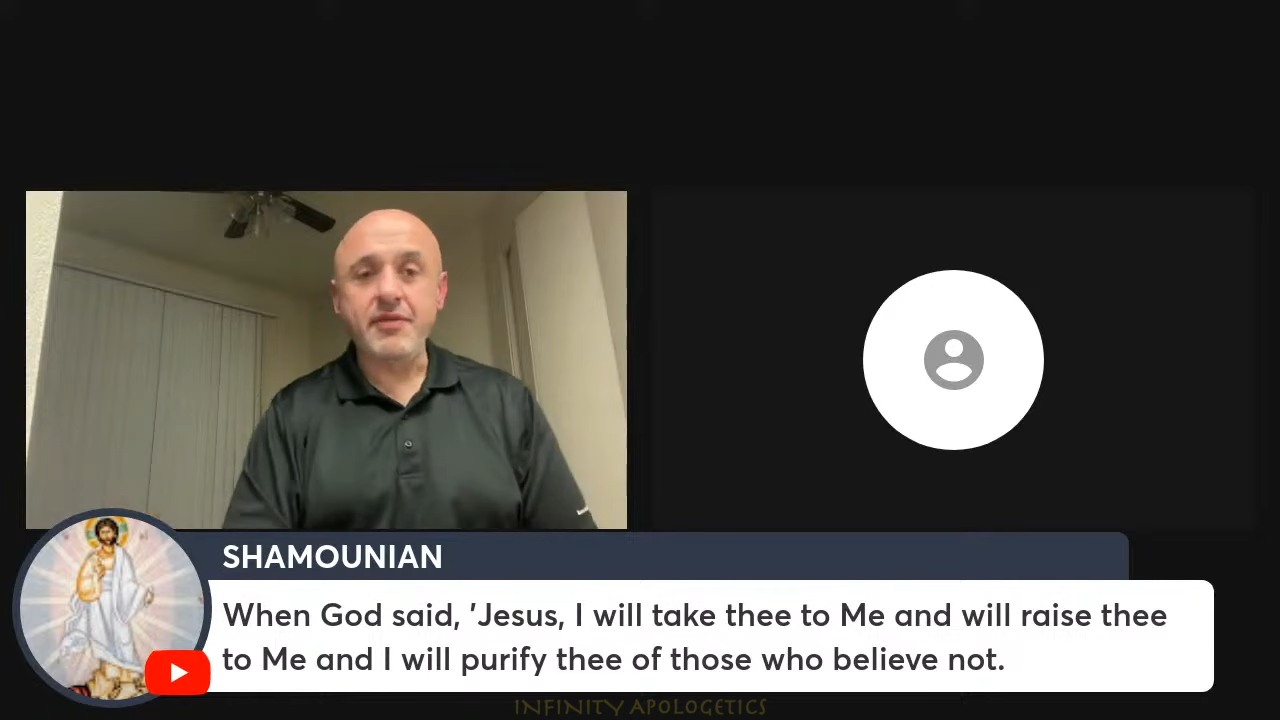 SHAMOUNIAN
When God said, 'Jesus, I will take thee to Me and will raise thee
to Me and I will purify thee of those who believe not.
INFINITY APOLOGETICS